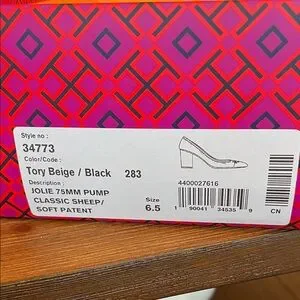 Style no :
34773
Color/Code :
Tory Beige / Black 283
Description :
JOLIE 75MM PUMP
CLASSIC SHEEP/
SOFT PATENT
Size
6.5
4400027616
1 90041 34535 9
CN